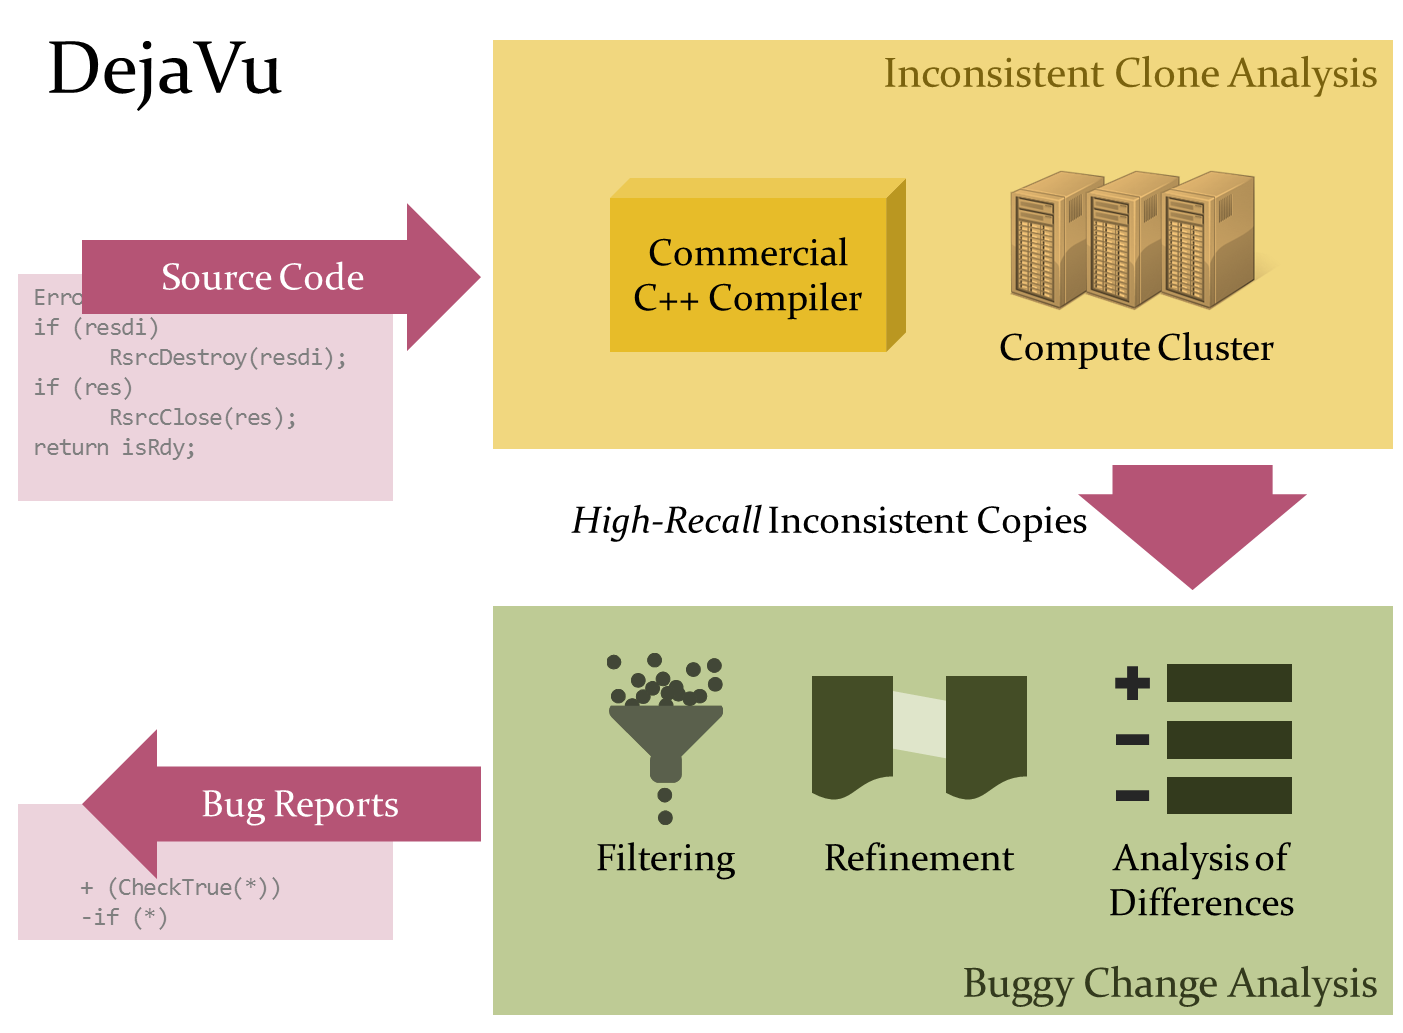 DejaVu
Inconsistent Clone Analysis
Source Code
Erro
if (resdi)
RsrcDestroy(resdi);
if (res)
RsrcClose(res);
return isRdy;
Commercial
C++ Compiler
Compute Cluster
High-Recall Inconsistent Copies
Filtering
Refinement
Analysis of
Differences
Buggy Change Analysis
Bug Reports
+ (CheckTrue(*))
-if (*)